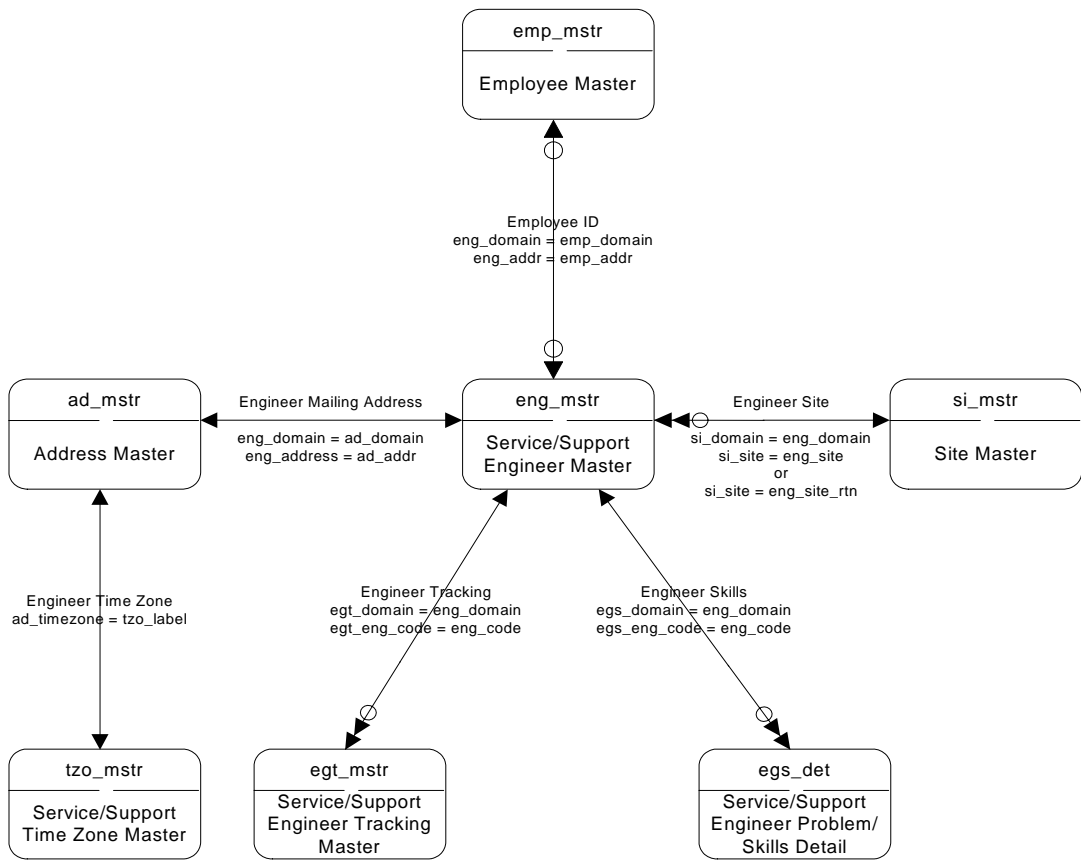 emp_mstr
Employee Master
Employee ID
eng_domain = emp_domain
eng_addr = emp_addr
ad_mstr
Address Master
Engineer Mailing Address
eng_domain = ad_domain
eng_address = ad_addr
eng_mstr
Service/Support
Engineer Master
Engineer Site
si_domain = eng_domain
si_site = eng_site
or
si_site = eng_site_rtn
si_mstr
Site Master
Engineer Time Zone
ad_timezone = tzo_label
Engineer Tracking
egt_domain = eng_domain
egt_eng_code = eng_code
Engineer Skills
egs_domain = eng_domain
egs_eng_code = eng_code
tzo_mstr
Service/Support
Time Zone Master
egt_mstr
Service/Support
Engineer Tracking
Master
egs_det
Service/Support
Engineer Problem/
Skills Detail